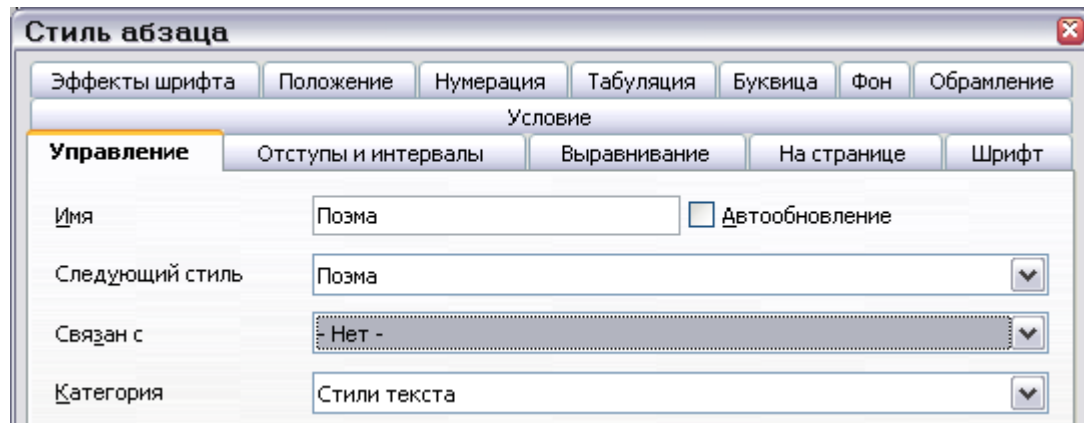 Стиль абзаца
Эффекты шрифта Положение Нумерация Табуляция Буквица Фон Обрамление
Условие
Управление Отступы и интервалы Выравнивание На странице Шрифт
Имя Поэма Автообновление
Следующий стиль Поэма
Связан с - Нет -
Категория Стили текста